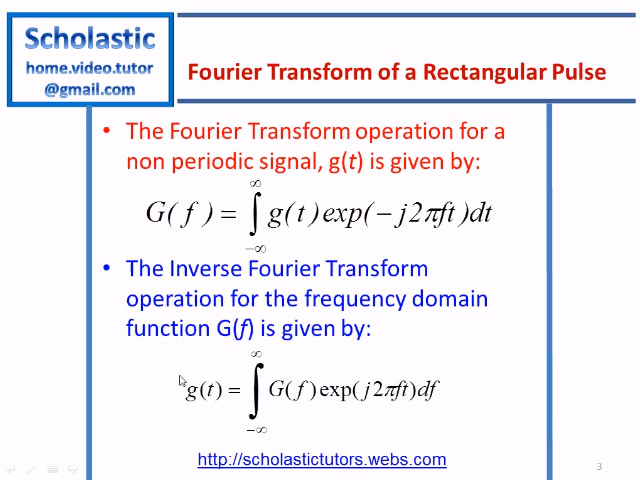 Scholastic
home.video.tutor
@gmail.com
Fourier Transform of a Rectangular Pulse
• The Fourier Transform operation for a
non periodic signal, g(t) is given by:
G( f ) = ∫_{−∞}^{∞} g( t ) exp( − j2πft )dt
• The Inverse Fourier Transform
operation for the frequency domain
function G(f) is given by:
g(t) = ∫_{−∞}^{∞} G( f ) exp( j2πft)df
http://scholastictutors.webs.com
3